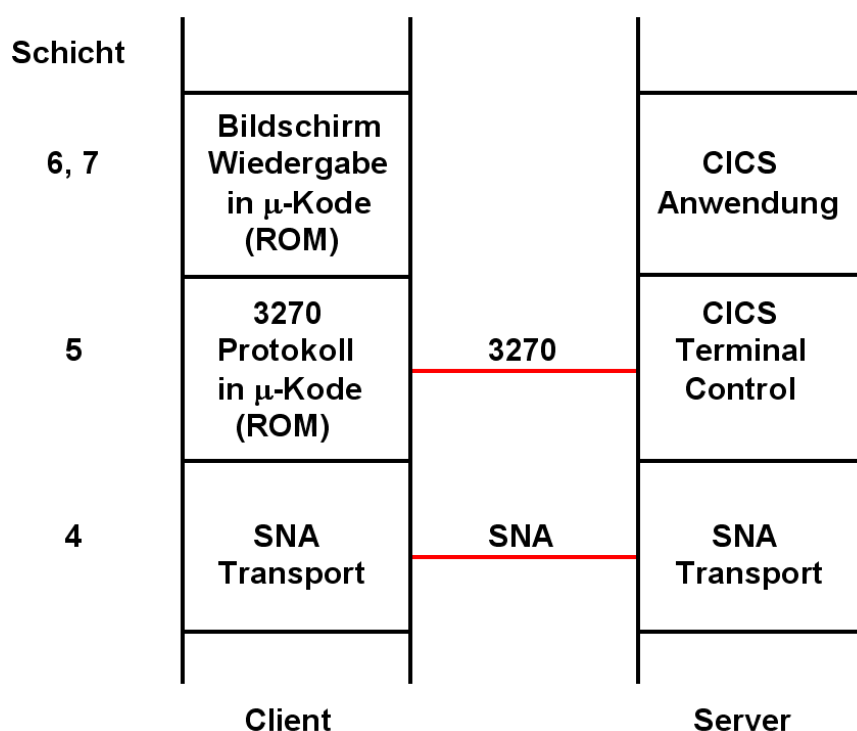 Schicht
6, 7
Bildschirm
Wiedergabe
in μ-Kode
(ROM)
CICS
Anwendung
5
3270
Protokoll
in μ-Kode
(ROM)
3270
CICS
Terminal
Control
4
SNA
Transport
SNA
SNA
Transport
Client
Server